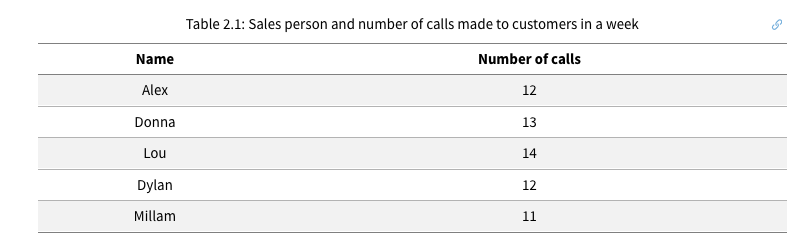 Table 2.1: Sales person and number of calls made to customers in a week
Name Number of calls
Alex 12
Donna 13
Lou 14
Dylan 12
Millam 11